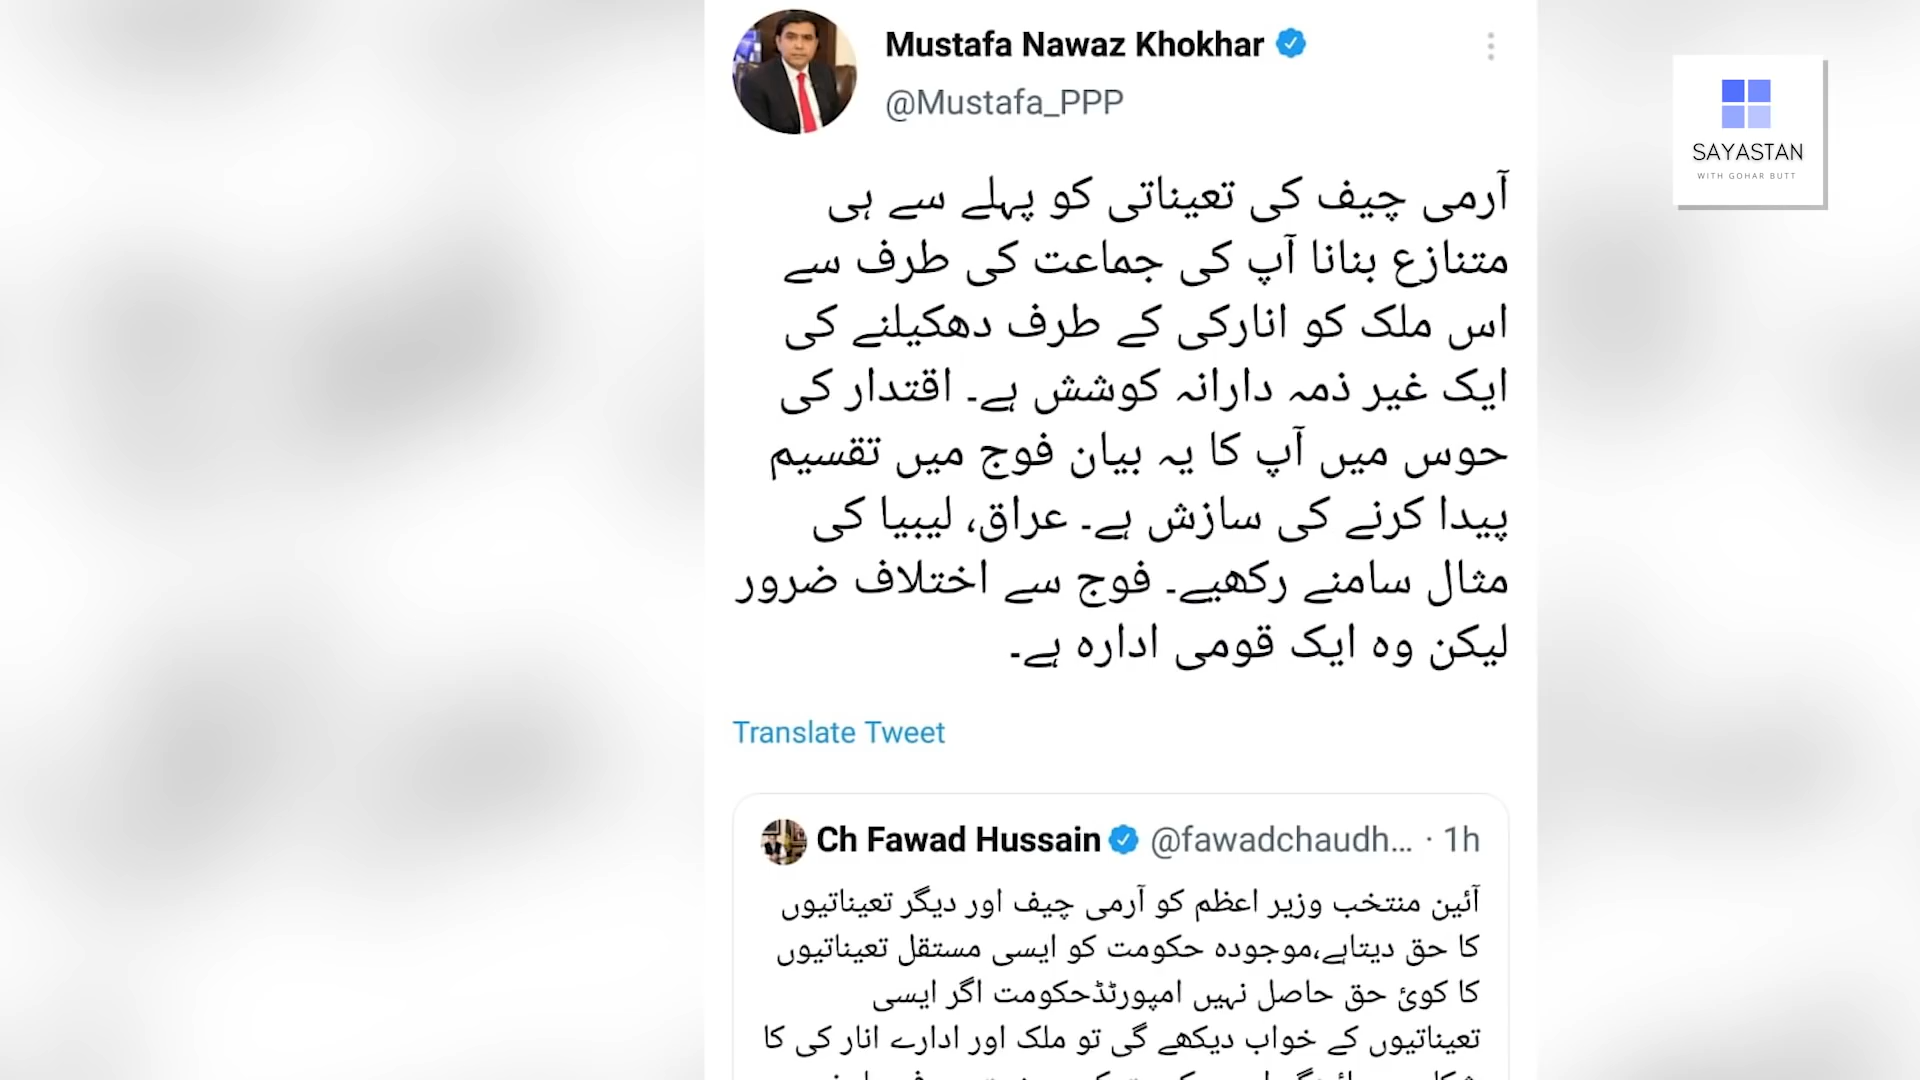 Mustafa Nawaz Khokhar
@Mustafa_PPP
آرمی چیف کی تعیناتی کو پہلے سے ہی
متنازع بنانا آپ کی جماعت کی طرف سے
اس ملک کو انارکی کے طرف دھکیلنے کی
ایک غیر ذمہ دارانہ کوشش ہے۔ اقتدار کی
حوس میں آپ کا یہ بیان فوج میں تقسیم
پیدا کرنے کی سازش ہے۔ عراق، لیبیا کی
مثال سامنے رکھیے۔ فوج سے اختلاف ضرور
لیکن وہ ایک قومی ادارہ ہے۔
Translate Tweet
Ch Fawad Hussain @fawadchaudh... · 1h
آئین منتخب وزیر اعظم کو آرمی چیف اور دیگر تعیناتیوں
کا حق دیتاہے،موجودہ حکومت کو ایسی مستقل تعیناتیوں
کا کوئ حق حاصل نہیں امپورٹڈحکومت اگر ایسی
تعیناتیوں کے خواب دیکھے گی تو ملک اور ادارے انار کی کا
SAYASTAN
WITH GOHAR BUTT